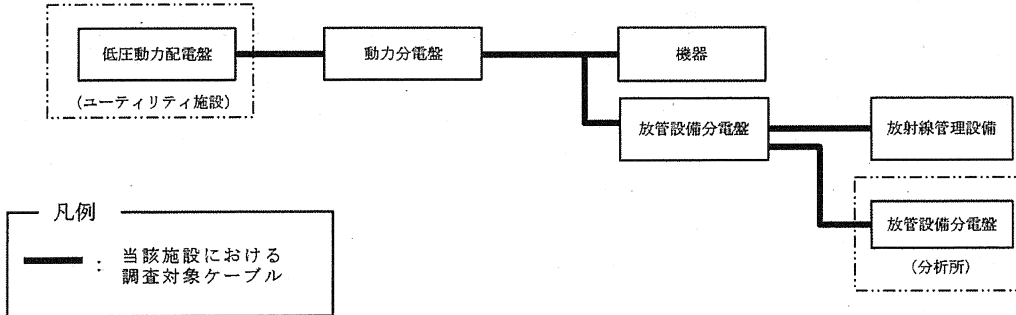 低圧動力配電盤
(ユーティリティ施設)
動力分電盤
機器
放管設備分電盤
放射線管理設備
放管設備分電盤
(分析所)
凡例
: 当該施設における
調査対象ケーブル